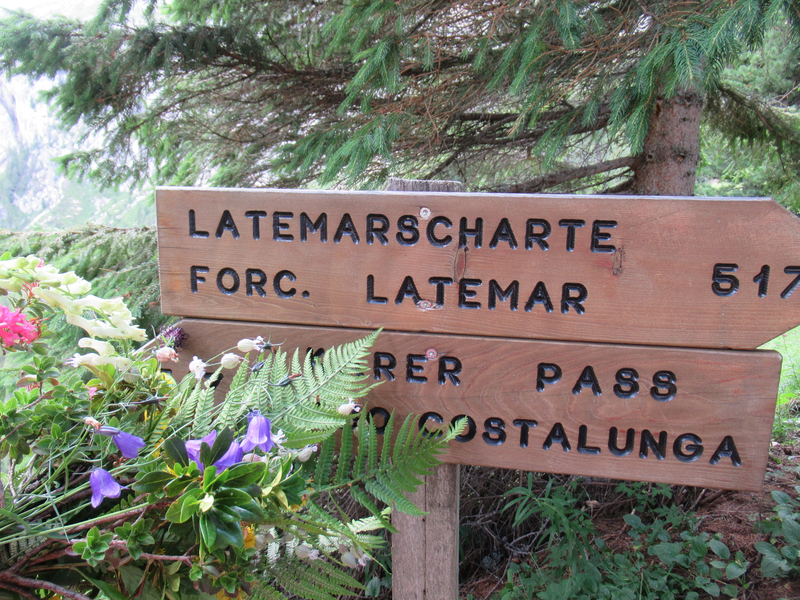 LATEMARSCHARTE
FORC. LATEMAR 517
RER PASS
O COSTALUNGA